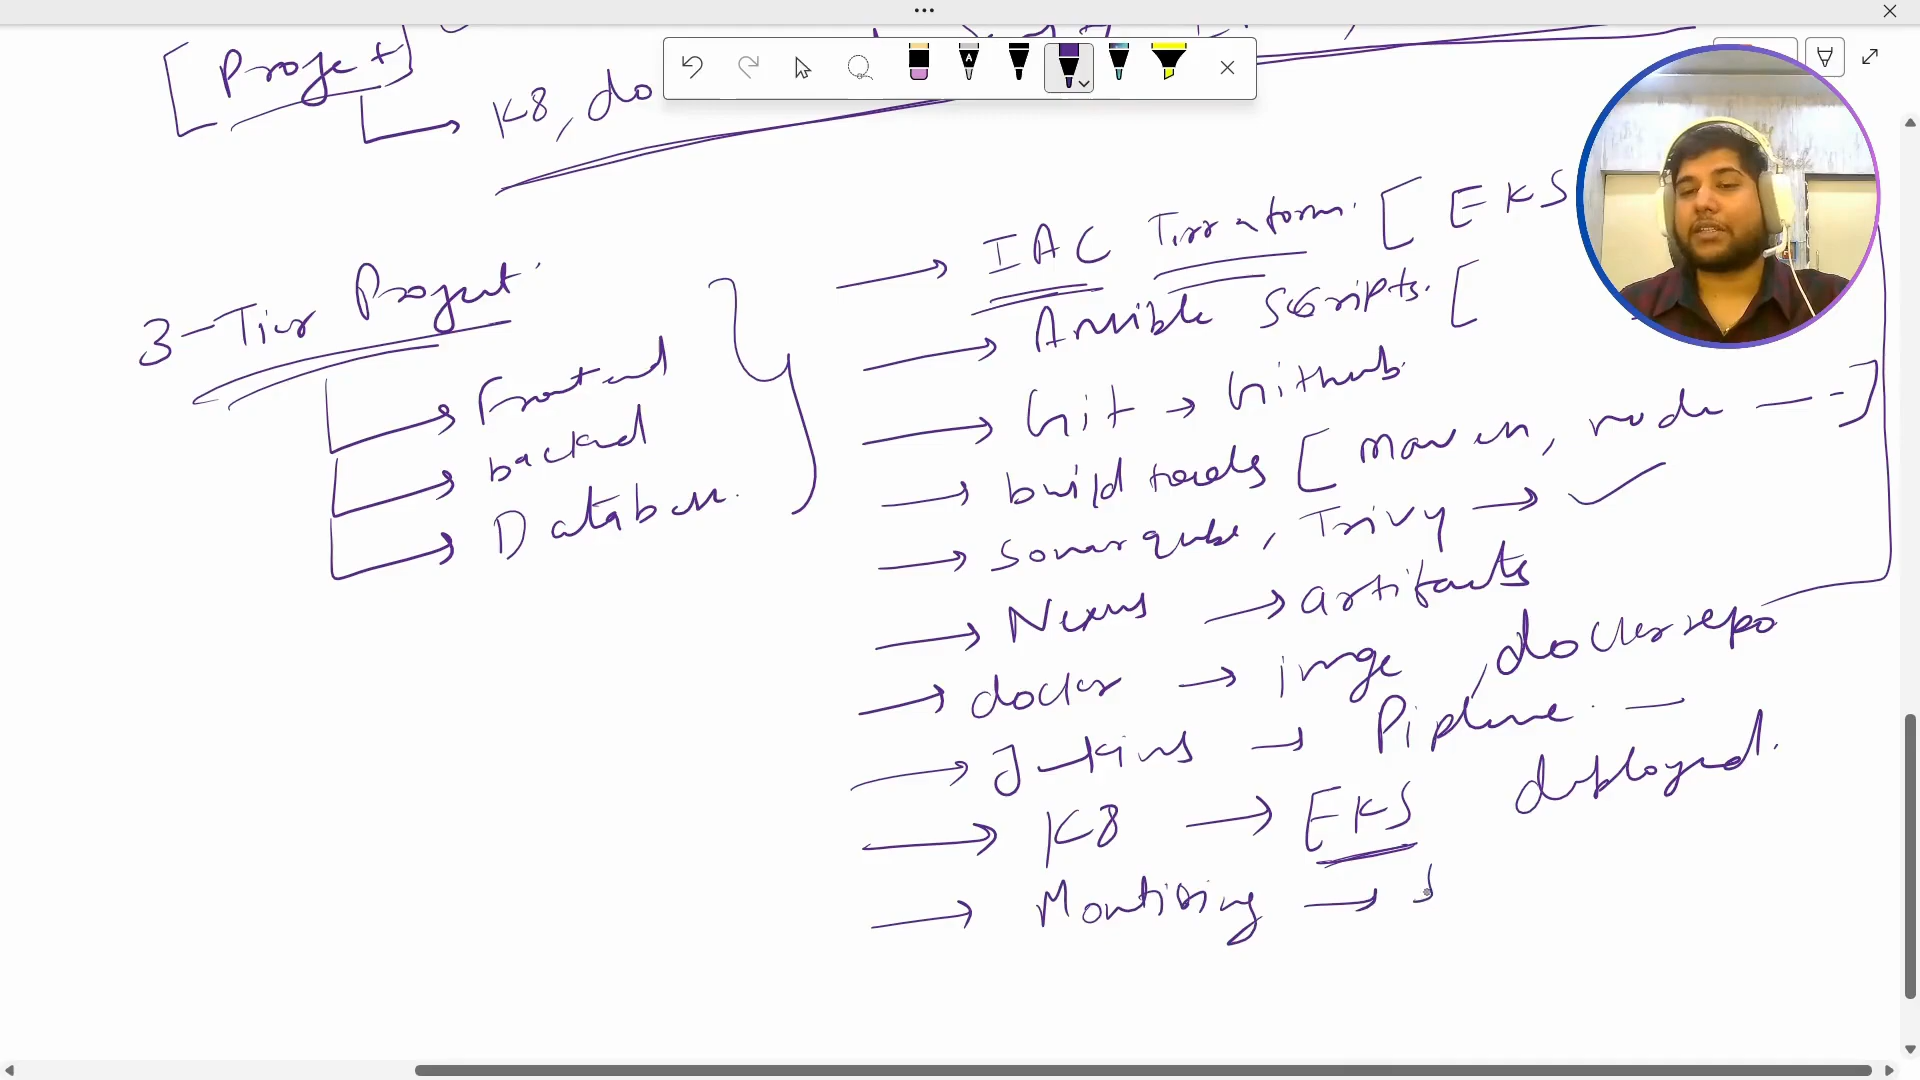 [Project]
K8, do
3-Tier Project.
Frontend
backend
Database.
IAC Terraform. [EKS
Ansible Scripts. [
Git → Github.
build tools [Maven, node --]
Sonarqube, Trivy → ✓
Nexus → artifacts
docker → image, docker repo
Jenkins → Pipeline. —
K8 → EKS deployed.
Montiring →